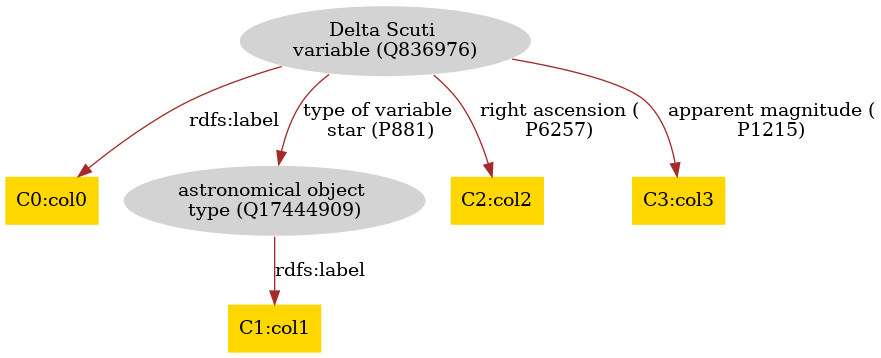 Delta Scuti
variable (Q836976)
rdfs:label
type of variable
star (P881)
right ascension (
P6257)
apparent magnitude (
P1215)
C0:col0
astronomical object
type (Q17444909)
C2:col2
C3:col3
rdfs:label
C1:col1